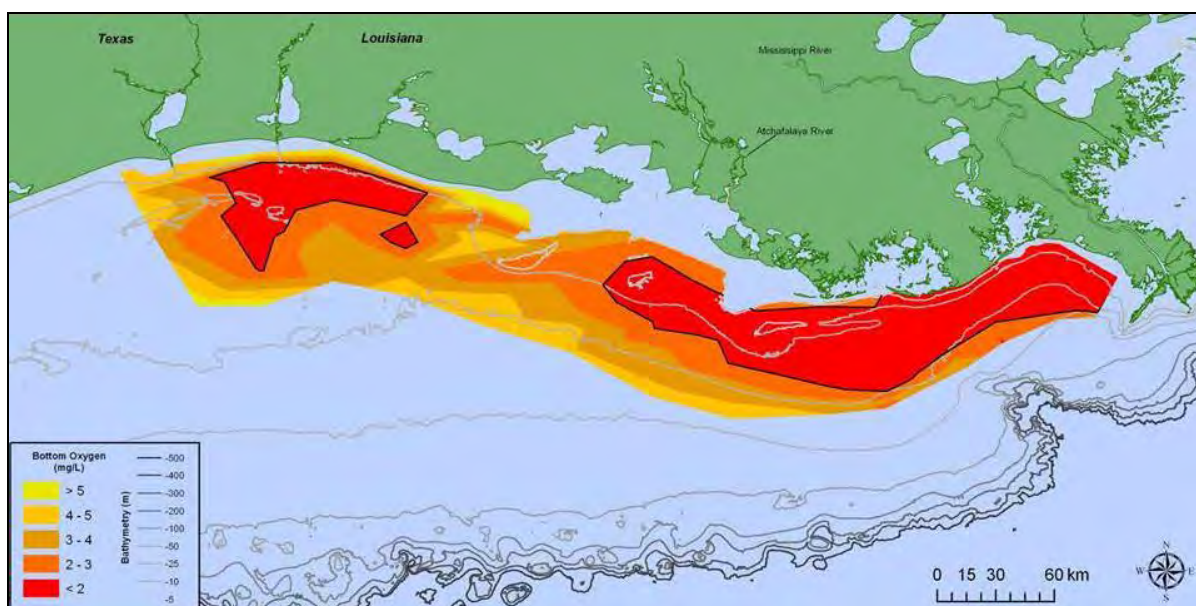 Texas
Louisiana
Mississippi River
Atchafalaya River
Bottom Oxygen
(mg/L)
> 5
4 - 5
3 - 4
2 - 3
< 2
Bathymetry (m)
-500
-400
-300
-200
-100
-50
-25
-10
-5
0 15 30 60 km
N
W E
S